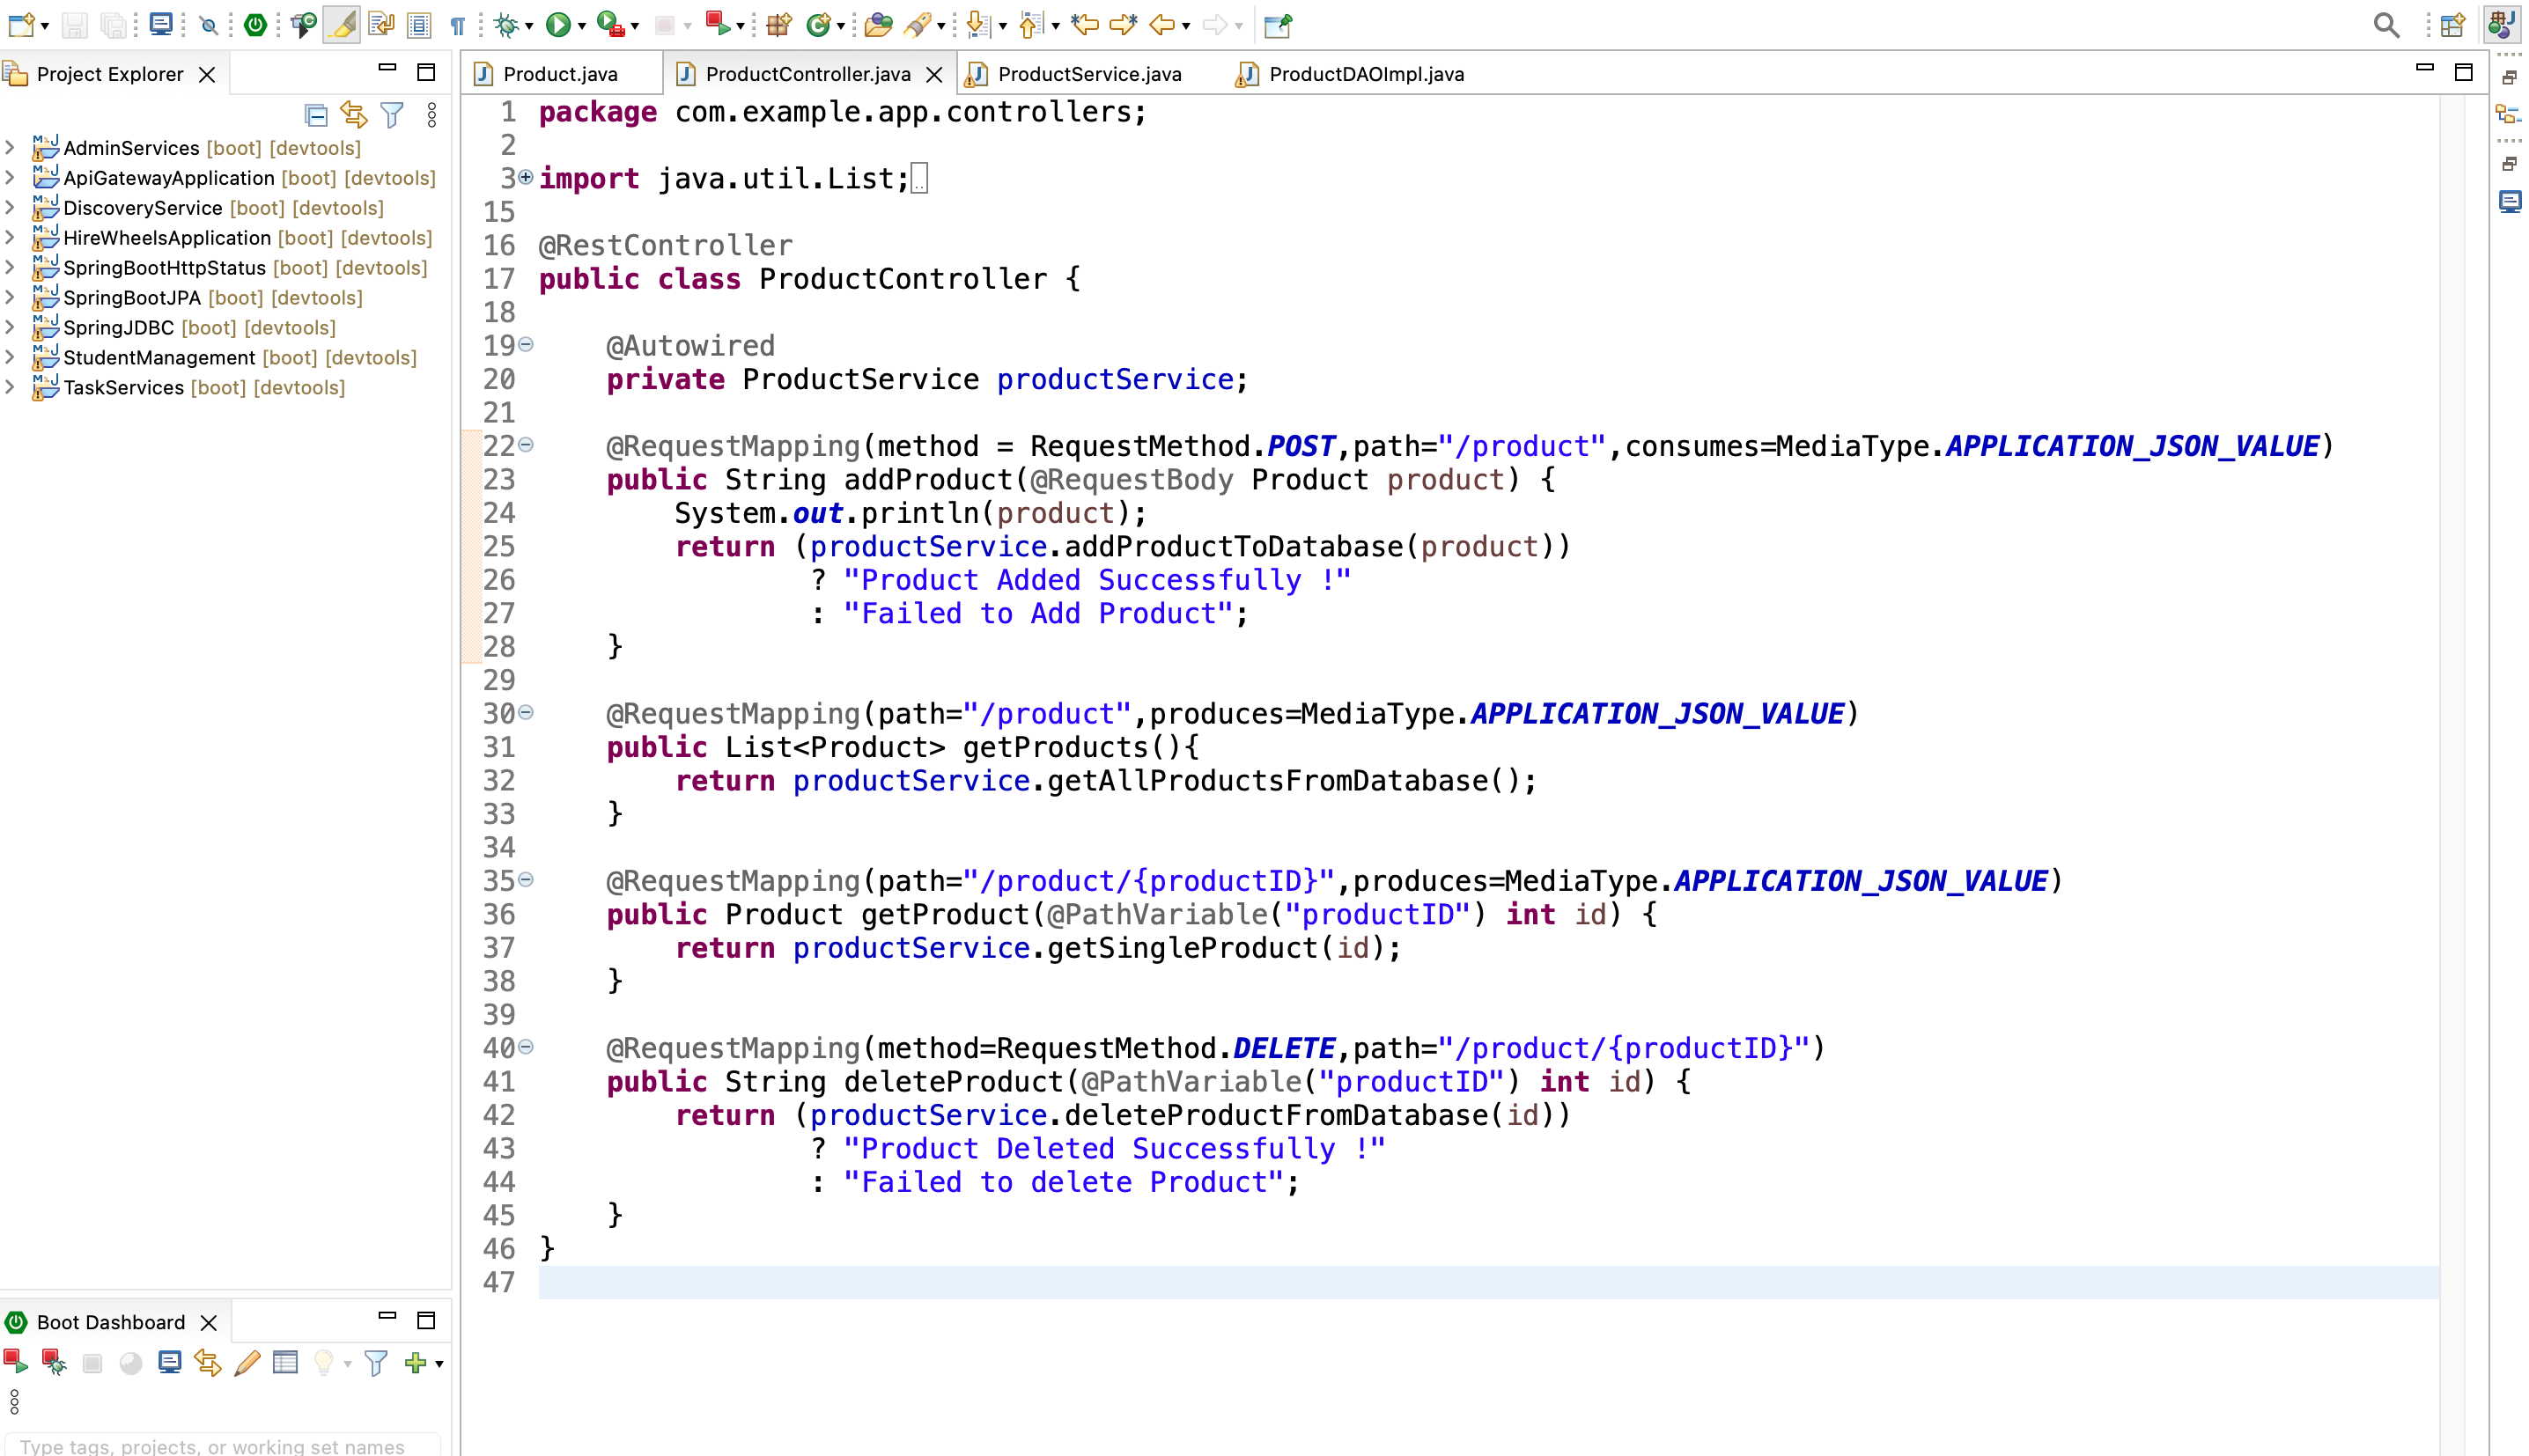 Project Explorer
AdminServices [boot] [devtools]
ApiGatewayApplication [boot] [devtools]
DiscoveryService [boot] [devtools]
HireWheelsApplication [boot] [devtools]
SpringBootHttpStatus [boot] [devtools]
SpringBootJPA [boot] [devtools]
SpringJDBC [boot] [devtools]
StudentManagement [boot] [devtools]
TaskServices [boot] [devtools]
Boot Dashboard
Type tags, projects, or working set names
Product.java ProductController.java ProductService.java ProductDAOImpl.java
1 package com.example.app.controllers;
2
3 import java.util.List;
15
16 @RestController
17 public class ProductController {
18
19 @Autowired
20 private ProductService productService;
21
22 @RequestMapping(method = RequestMethod.POST,path="/product",consumes=MediaType.APPLICATION_JSON_VALUE)
23 public String addProduct(@RequestBody Product product) {
24 System.out.println(product);
25 return (productService.addProductToDatabase(product))
26 ? "Product Added Successfully !"
27 : "Failed to Add Product";
28 }
29
30 @RequestMapping(path="/product",produces=MediaType.APPLICATION_JSON_VALUE)
31 public List<Product> getProducts(){
32 return productService.getAllProductsFromDatabase();
33 }
34
35 @RequestMapping(path="/product/{productID}",produces=MediaType.APPLICATION_JSON_VALUE)
36 public Product getProduct(@PathVariable("productID") int id) {
37 return productService.getSingleProduct(id);
38 }
39
40 @RequestMapping(method=RequestMethod.DELETE,path="/product/{productID}")
41 public String deleteProduct(@PathVariable("productID") int id) {
42 return (productService.deleteProductFromDatabase(id))
43 ? "Product Deleted Successfully !"
44 : "Failed to delete Product";
45 }
46 }
47